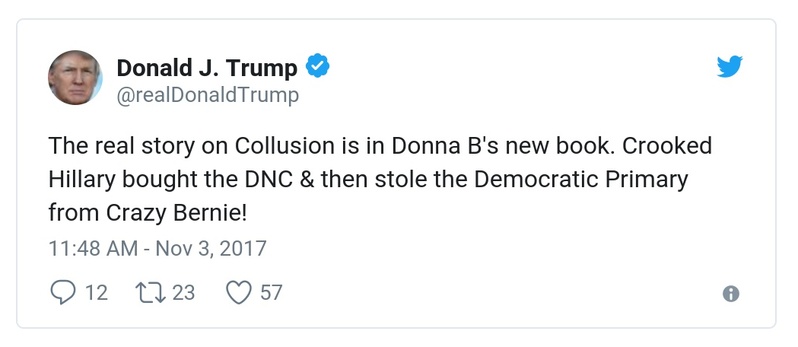 Donald J. Trump
@realDonaldTrump
The real story on Collusion is in Donna B's new book. Crooked
Hillary bought the DNC & then stole the Democratic Primary
from Crazy Bernie!
11:48 AM - Nov 3, 2017
12 23 57